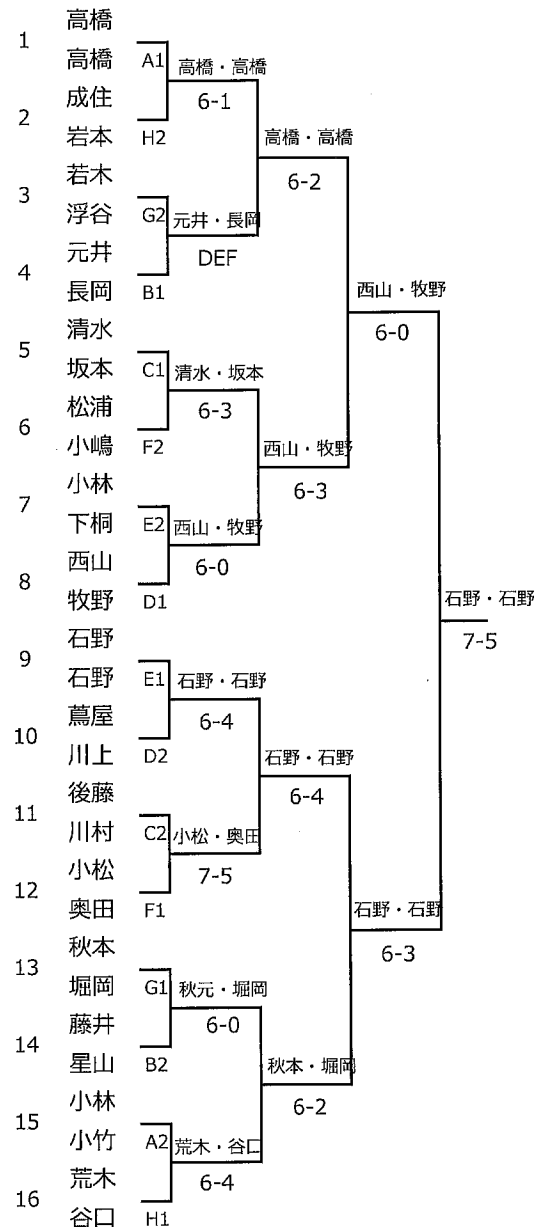 高橋
1
高橋 A1 高橋・高橋
成住 6-1
2
岩本 H2 高橋・高橋
若木 6-2
3
浮谷 G2 元井・長岡
元井 DEF
4
長岡 B1 西山・牧野
清水 6-0
5
坂本 C1 清水・坂本
松浦 6-3
6
小嶋 F2 西山・牧野
小林 6-3
7
下桐 E2 西山・牧野
西山 6-0
8
牧野 D1 石野・石野
石野 7-5
9
石野 E1 石野・石野
蔦屋 6-4
10
川上 D2 石野・石野
後藤 6-4
11
川村 C2 小松・奥田
小松 7-5
12
奥田 F1 石野・石野
秋本 6-3
13
堀岡 G1 秋元・堀岡
藤井 6-0
14
星山 B2 秋本・堀岡
小林 6-2
15
小竹 A2 荒木・谷口
荒木 6-4
16
谷口 H1